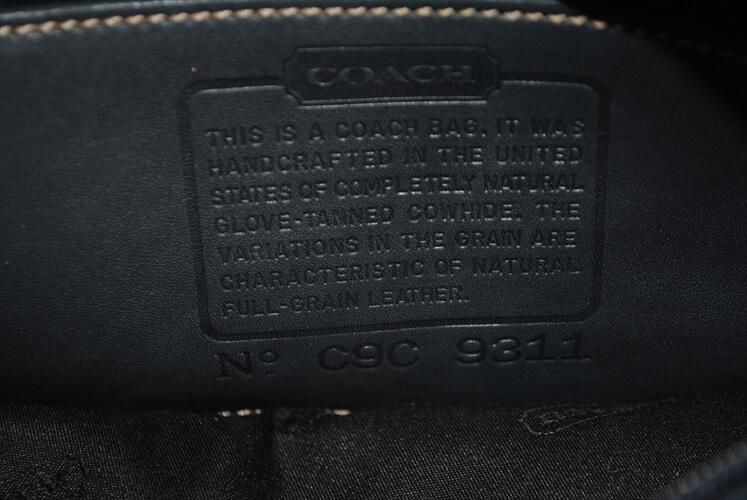 COACH
THIS IS A COACH BAG. IT WAS
HANDCRAFTED IN THE UNITED
STATES OF COMPLETELY NATURAL
GLOVE-TANNED COWHIDE. THE
VARIATIONS IN THE GRAIN ARE
CHARACTERISTIC OF NATURAL
FULL-GRAIN LEATHER.
Nº C9C 9311